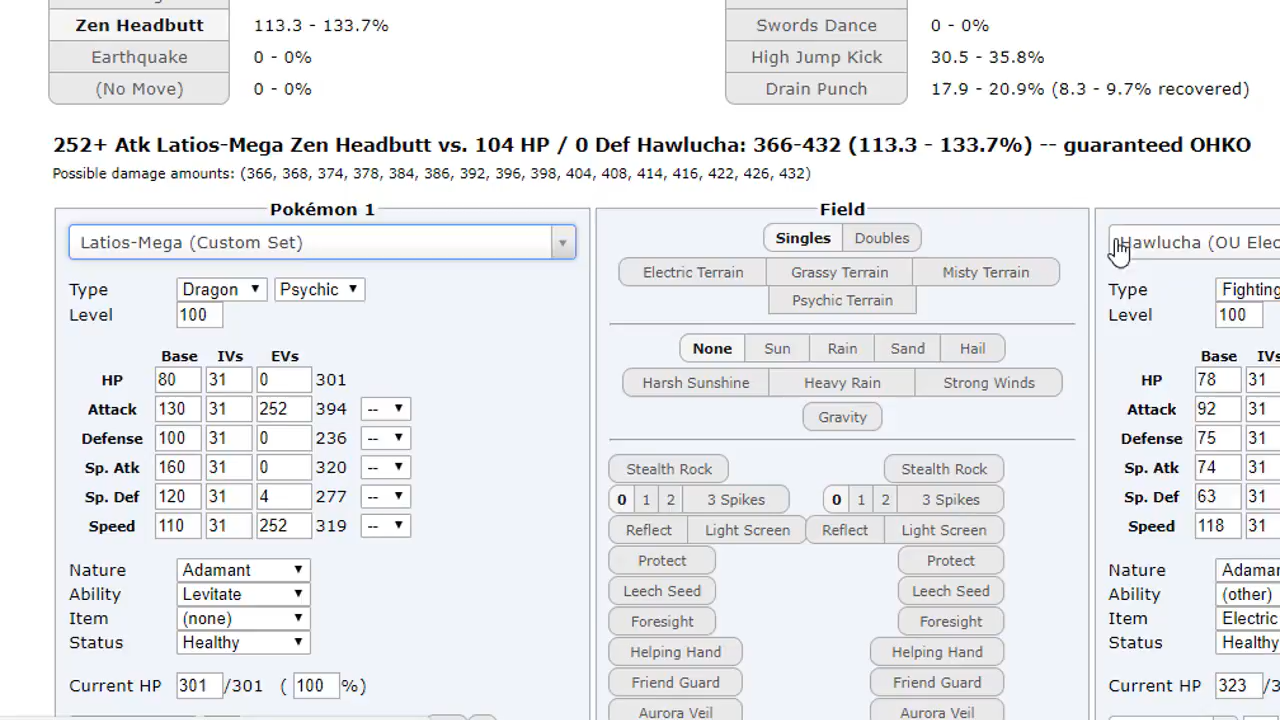 Zen Headbutt 113.3 - 133.7% Swords Dance 0 - 0%
Earthquake 0 - 0% High Jump Kick 30.5 - 35.8%
(No Move) 0 - 0% Drain Punch 17.9 - 20.9% (8.3 - 9.7% recovered)
252+ Atk Latios-Mega Zen Headbutt vs. 104 HP / 0 Def Hawlucha: 366-432 (113.3 - 133.7%) -- guaranteed OHKO
Possible damage amounts: (366, 368, 374, 378, 384, 386, 392, 396, 398, 404, 408, 414, 416, 422, 426, 432)
Pokémon 1
Latios-Mega (Custom Set)
Type Dragon Psychic
Level 100
Base IVs EVs
HP 80 31 0 301
Attack 130 31 252 394 --
Defense 100 31 0 236 --
Sp. Atk 160 31 0 320 --
Sp. Def 120 31 4 277 --
Speed 110 31 252 319 --
Nature Adamant
Ability Levitate
Item (none)
Status Healthy
Current HP 301 /301 ( 100 %)
Field
Singles Doubles
Electric Terrain Grassy Terrain Misty Terrain
Psychic Terrain
None Sun Rain Sand Hail
Harsh Sunshine Heavy Rain Strong Winds
Gravity
Stealth Rock Stealth Rock
0 1 2 3 Spikes 0 1 2 3 Spikes
Reflect Light Screen Reflect Light Screen
Protect Protect
Leech Seed Leech Seed
Foresight Foresight
Helping Hand Helping Hand
Friend Guard Friend Guard
Aurora Veil Aurora Veil
Hawlucha (OU Elec
Type Fighting
Level 100
Base IVs
HP 78 31
Attack 92 31
Defense 75 31
Sp. Atk 74 31
Sp. Def 63 31
Speed 118 31
Nature Adamar
Ability (other)
Item Electric
Status Healthy
Current HP 323 /3